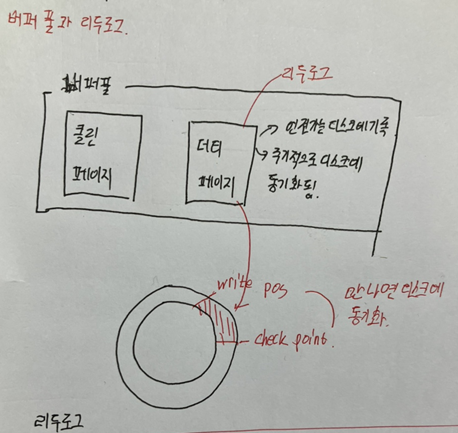 버퍼 풀과 리두로그.
버퍼풀
리두로그
클린
페이지
더티
페이지
→ 언젠가는 디스크에 기록
→ 주기적으로 디스크에
동기화됨.
write pos
check point.
만나면 디스크에
동기화.
리두로그